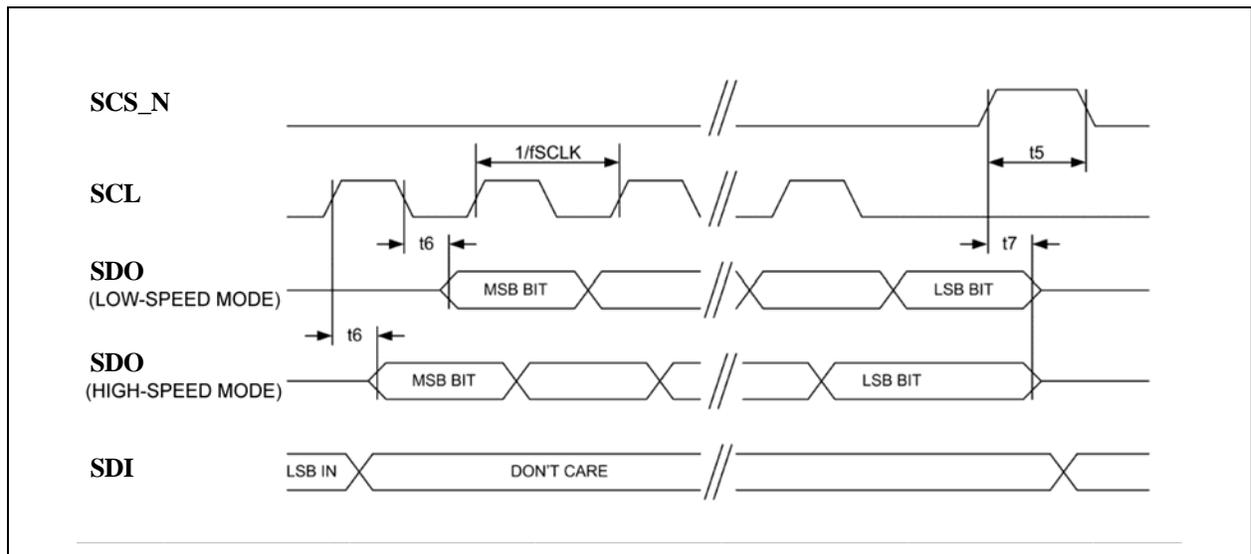 SCS_N
1/fSCLK
t5
SCL
t6
t7
SDO
(LOW-SPEED MODE)
MSB BIT
LSB BIT
t6
SDO
(HIGH-SPEED MODE)
MSB BIT
LSB BIT
SDI
LSB IN
DON'T CARE